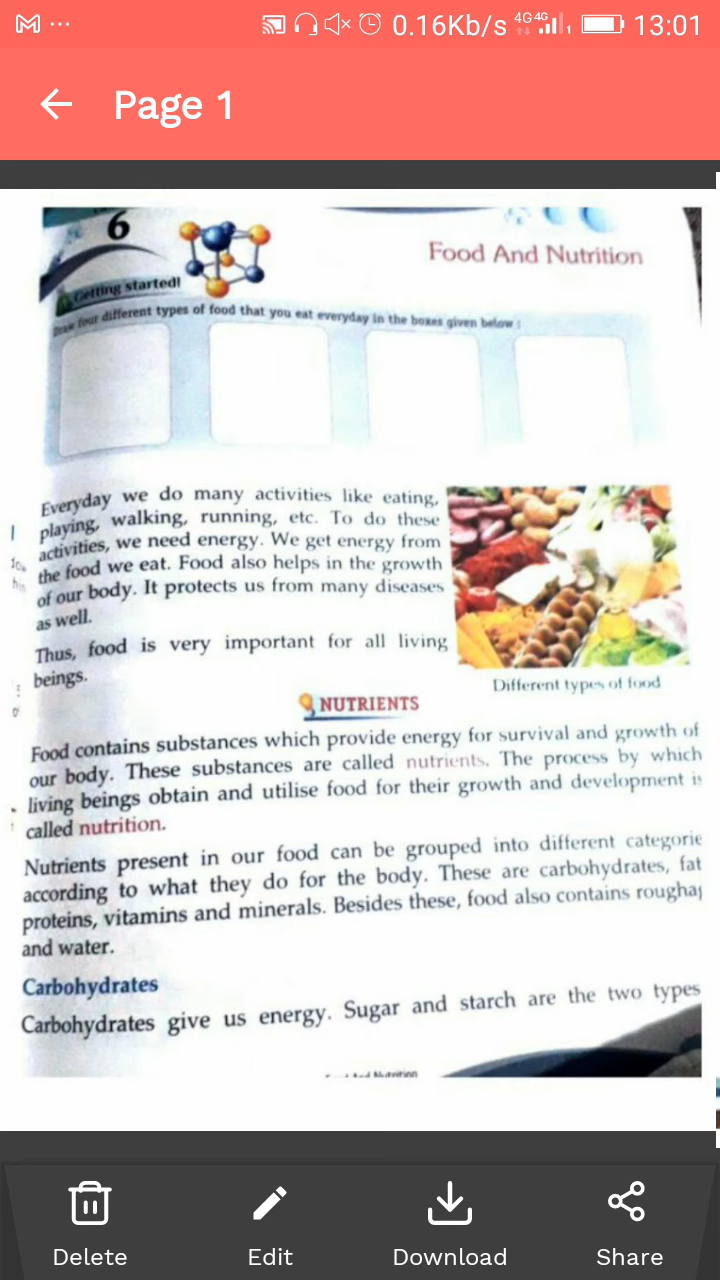 0.16Kb/s 4G 4G 13:01
Page 1
6
Food And Nutrition
Getting started!
Draw four different types of food that you eat everyday in the boxes given below :
Everyday we do many activities like eating,
playing, walking, running, etc. To do these
activities, we need energy. We get energy from
the food we eat. Food also helps in the growth
of our body. It protects us from many diseases
as well.
Thus, food is very important for all living
beings.
Different types of food
NUTRIENTS
Food contains substances which provide energy for survival and growth of
our body. These substances are called nutrients. The process by which
living beings obtain and utilise food for their growth and development is
called nutrition.
Nutrients present in our food can be grouped into different categorie
according to what they do for the body. These are carbohydrates, fat
proteins, vitamins and minerals. Besides these, food also contains rougha
and water.
Carbohydrates
Carbohydrates give us energy. Sugar and starch are the two types
And Nutrition
Delete Edit Download Share